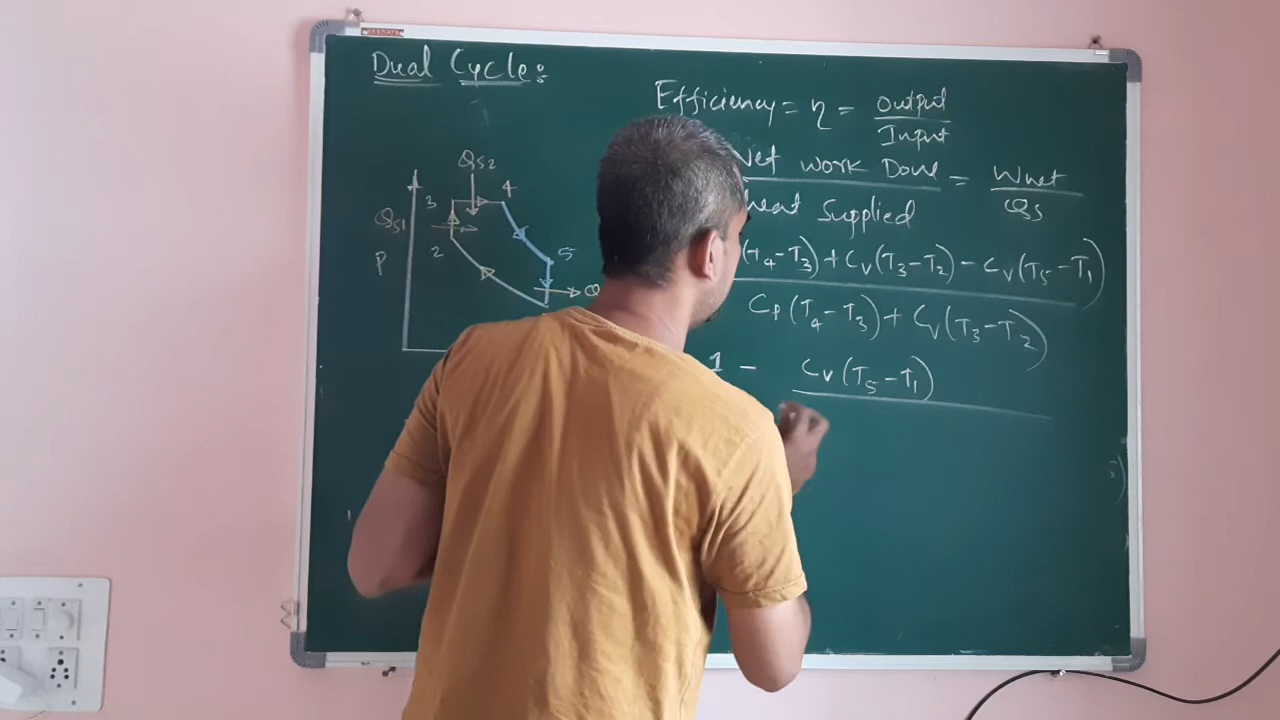 Dual Cycle:
Efficiency = η = Output
Input
Net work Done = Wnet
Heat Supplied Qs
(T4-T3)+Cv(T3-T2)-Cv(T5-T1)
Cp(T4-T3)+Cv(T3-T2)
1 - Cv(T5-T1)
QS2
3 4
QS1
2 5
P
Q